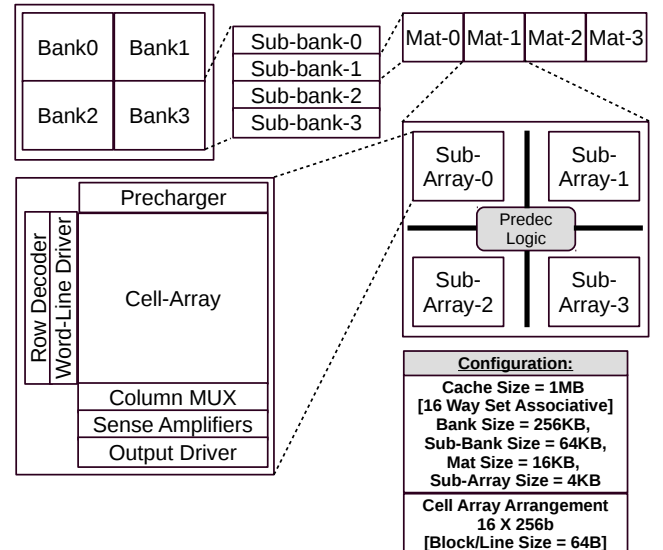 Bank0
Bank1
Bank2
Bank3
Sub-bank-0
Sub-bank-1
Sub-bank-2
Sub-bank-3
Mat-0
Mat-1
Mat-2
Mat-3
Sub-
Array-0
Sub-
Array-1
Predec
Logic
Sub-
Array-2
Sub-
Array-3
Precharger
Row Decoder
Word-Line Driver
Cell-Array
Column MUX
Sense Amplifiers
Output Driver
Configuration:
Cache Size = 1MB
[16 Way Set Associative]
Bank Size = 256KB,
Sub-Bank Size = 64KB,
Mat Size = 16KB,
Sub-Array Size = 4KB
Cell Array Arrangement
16 X 256b
[Block/Line Size = 64B]